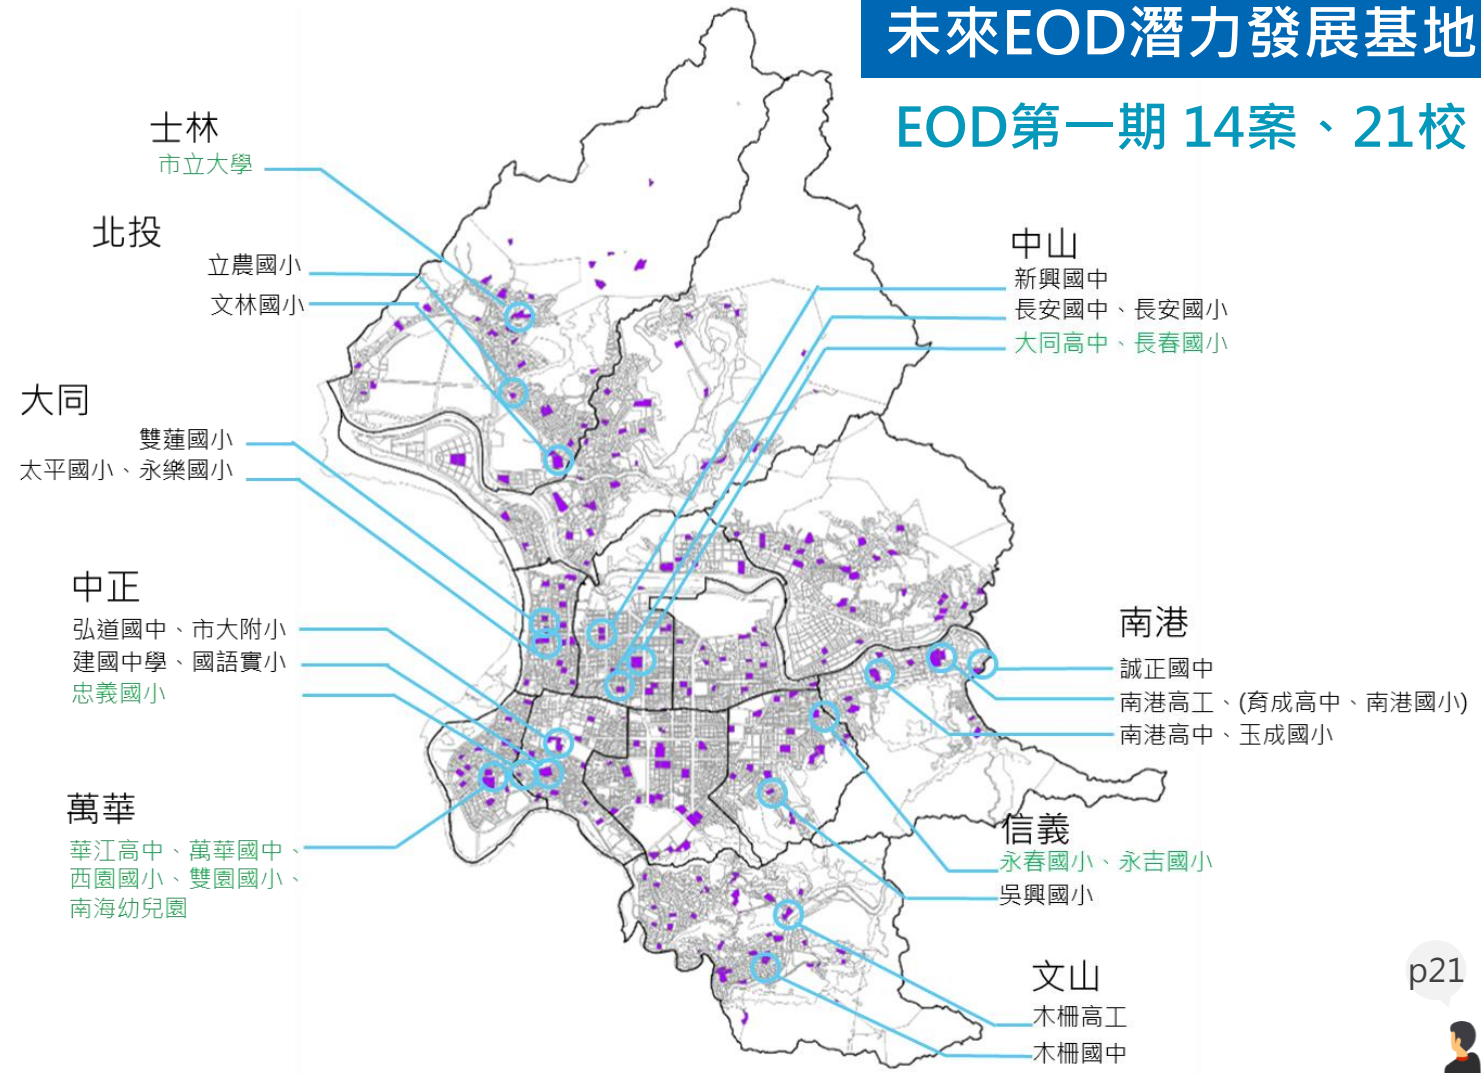 未來EOD潛力發展基地
EOD第一期 14案、21校
士林
市立大學
北投
立農國小
文林國小
大同
雙蓮國小
太平國小、永樂國小
中正
弘道國中、市大附小
建國中學、國語實小
忠義國小
萬華
華江高中、萬華國中、
西園國小、雙園國小、
南海幼兒園
中山
新興國中
長安國中、長安國小
大同高中、長春國小
南港
誠正國中
南港高工、(育成高中、南港國小)
南港高中、玉成國小
信義
永春國小、永吉國小
吳興國小
文山
木柵高工
木柵國中
p21